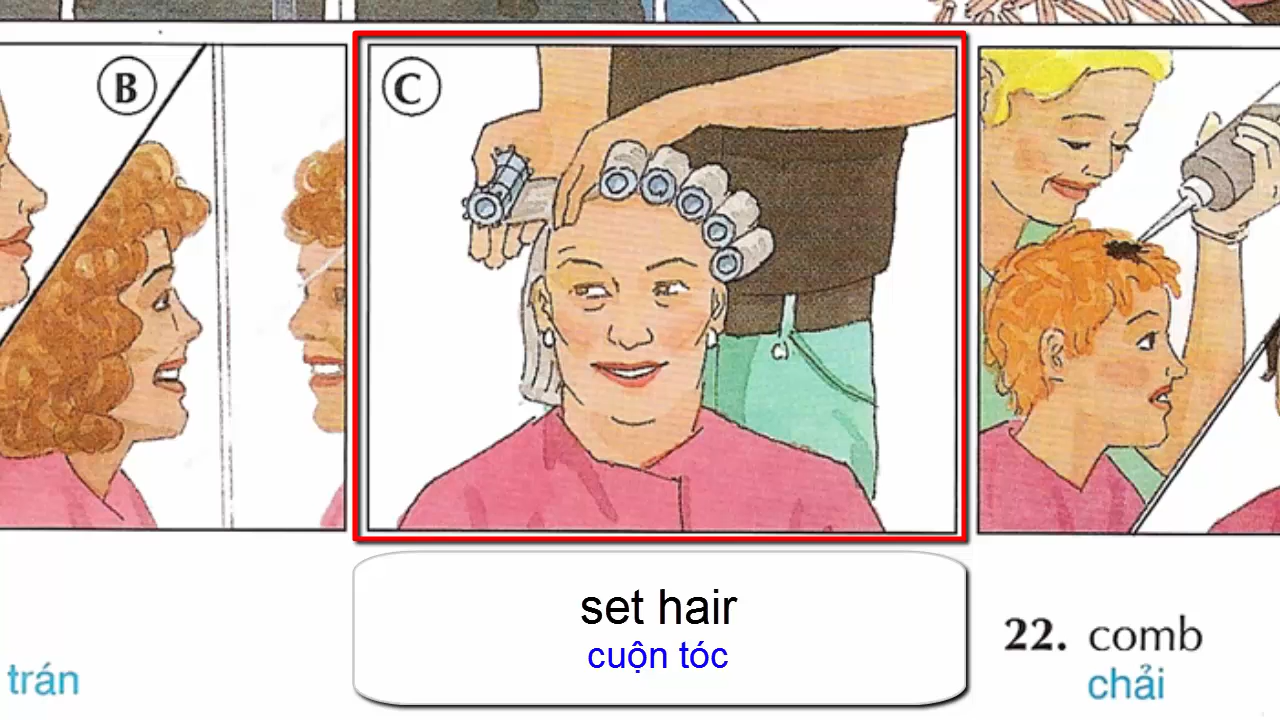 B
C
set hair
cuộn tóc
trán
22. comb
chải